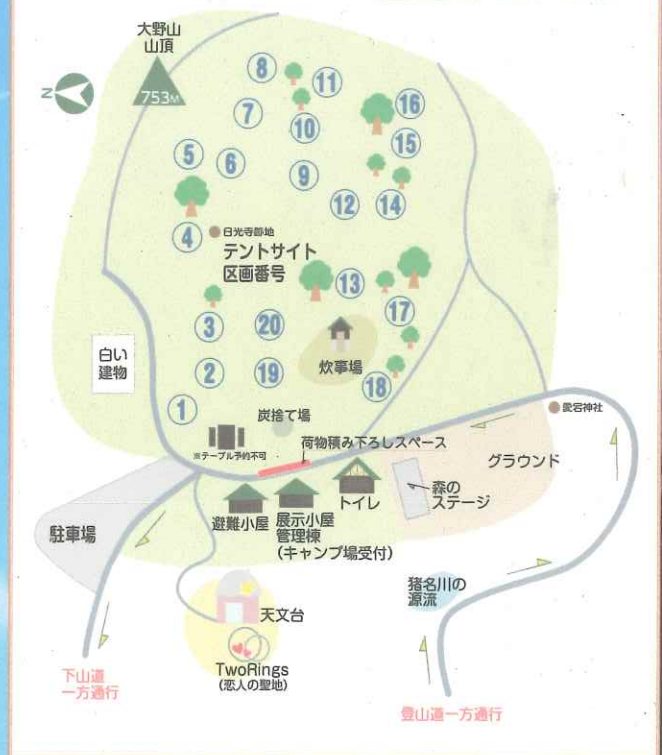 大野山
山頂
753M
N
8
11
16
7
10
15
5
6
9
12
14
4
日光寺跡地
テントサイト
区画番号
13
3
20
17
白い
建物
2
19
炊事場
18
1
炭捨て場
愛宕神社
※テーブル予約不可
荷物積み下ろしスペース
グラウンド
駐車場
避難小屋
展示小屋
管理棟
(キャンプ場受付)
トイレ
森の
ステージ
猪名川の
源流
天文台
TwoRings
(恋人の聖地)
下山道
一方通行
登山道一方通行